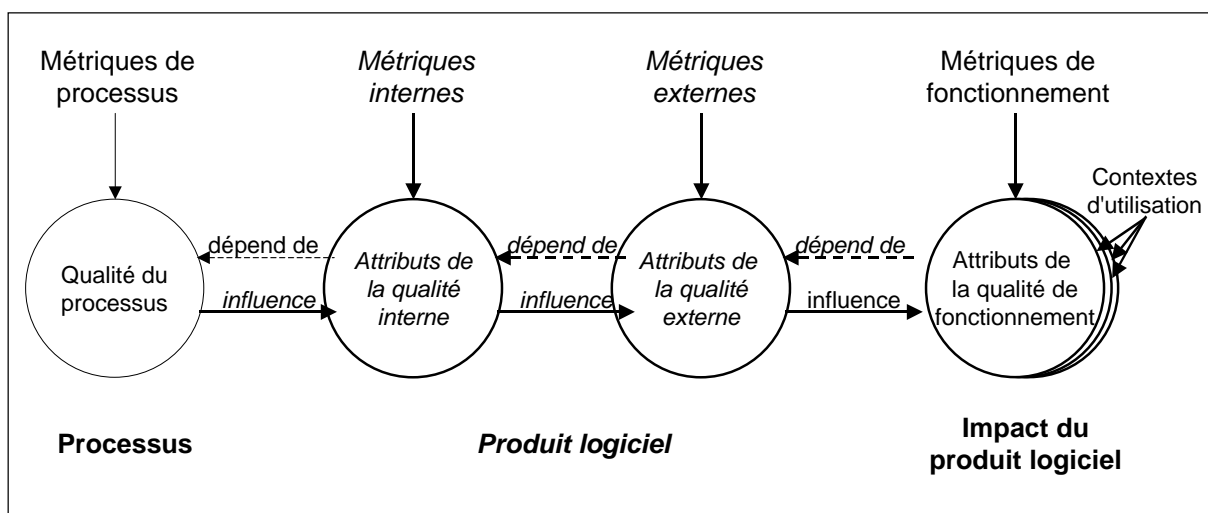 Métriques de
processus
Métriques
internes
Métriques
externes
Métriques de
fonctionnement
Contextes
d'utilisation
Qualité du
processus
dépend de
influence
Attributs de
la qualité
interne
dépend de
influence
Attributs de
la qualité
externe
dépend de
influence
Attributs de
la qualité de
fonctionnement
Processus
Produit logiciel
Impact du
produit logiciel